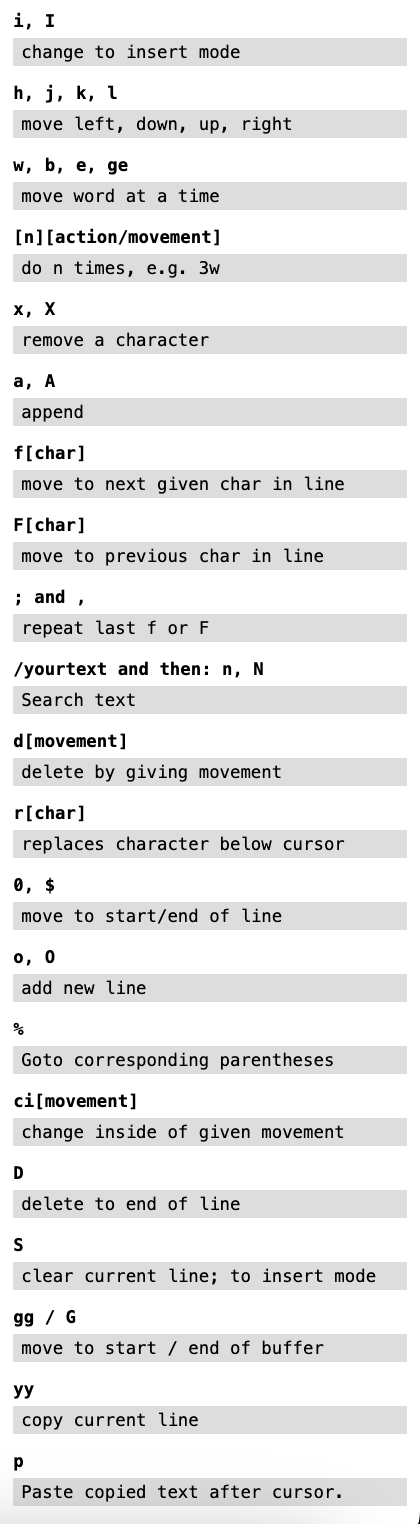 i, I
change to insert mode
h, j, k, l
move left, down, up, right
w, b, e, ge
move word at a time
[n][action/movement]
do n times, e.g. 3w
x, X
remove a character
a, A
append
f[char]
move to next given char in line
F[char]
move to previous char in line
; and ,
repeat last f or F
/yourtext and then: n, N
Search text
d[movement]
delete by giving movement
r[char]
replaces character below cursor
0, $
move to start/end of line
o, O
add new line
%
Goto corresponding parentheses
ci[movement]
change inside of given movement
D
delete to end of line
S
clear current line; to insert mode
gg / G
move to start / end of buffer
yy
copy current line
p
Paste copied text after cursor.